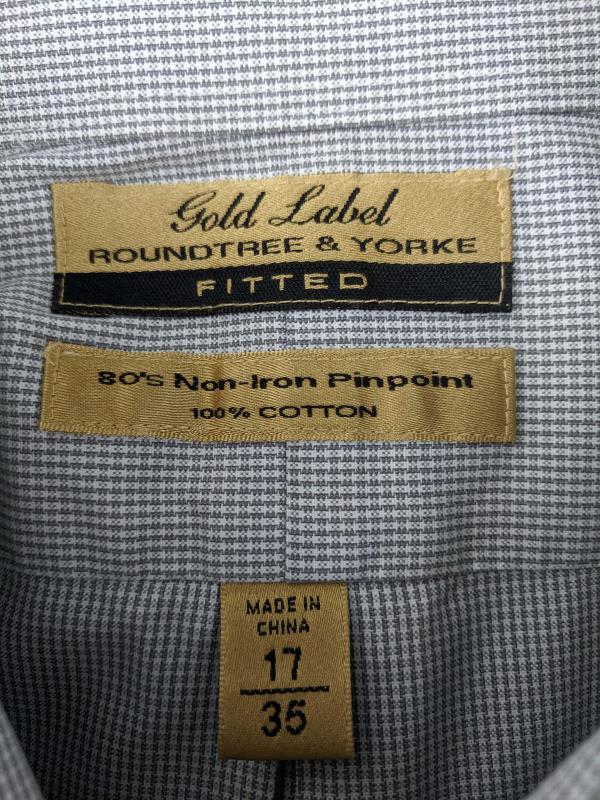 Gold Label
ROUNDTREE & YORKE
FITTED
80's Non-Iron Pinpoint
100% COTTON
MADE IN
CHINA
17
35